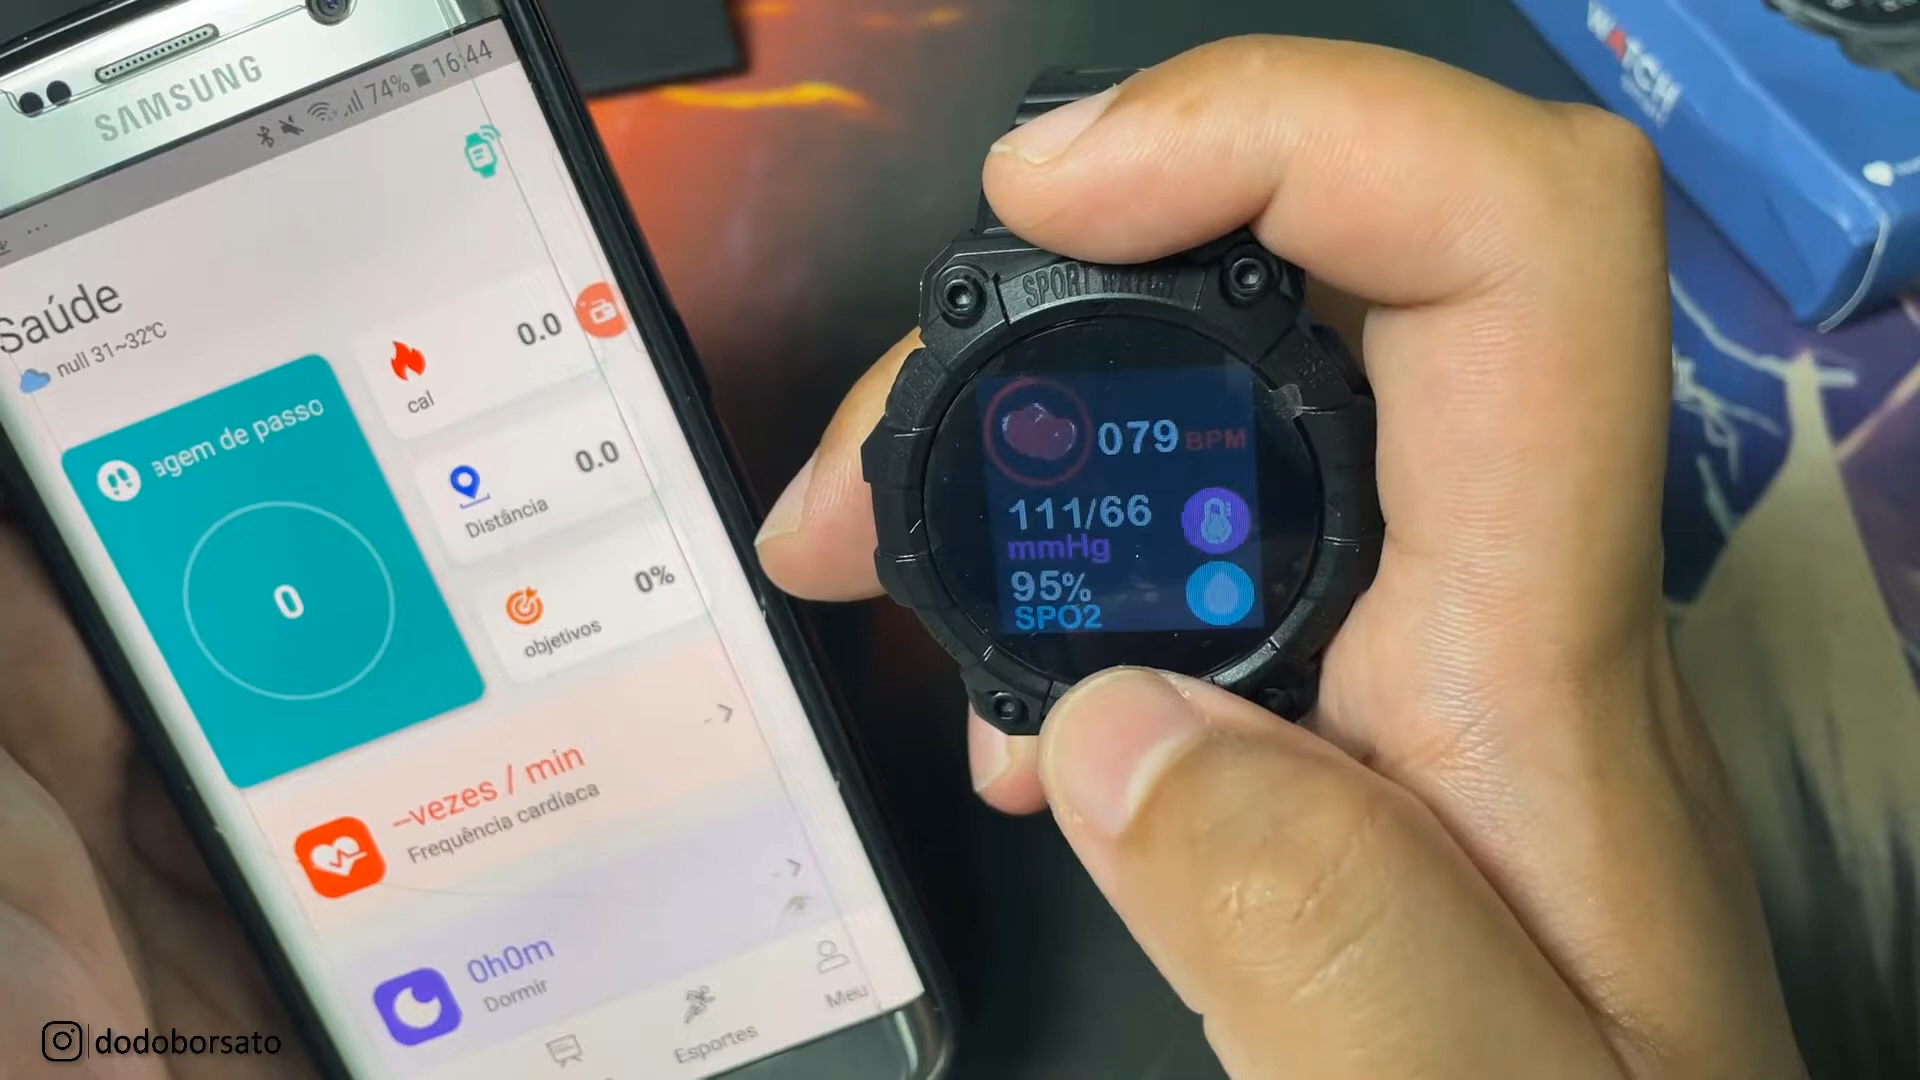 SAMSUNG
74% 16:44
Saúde
null 31~32℃
agem de passo
0
0.0
cal
0.0
Distância
0%
objetivos
--vezes / min
Frequência cardíaca
0h0m
Dormir
Esportes
Meu
SPORT WATCH
079 BPM
111/66
mmHg
95%
SPO2
WATCH
dodoborsato